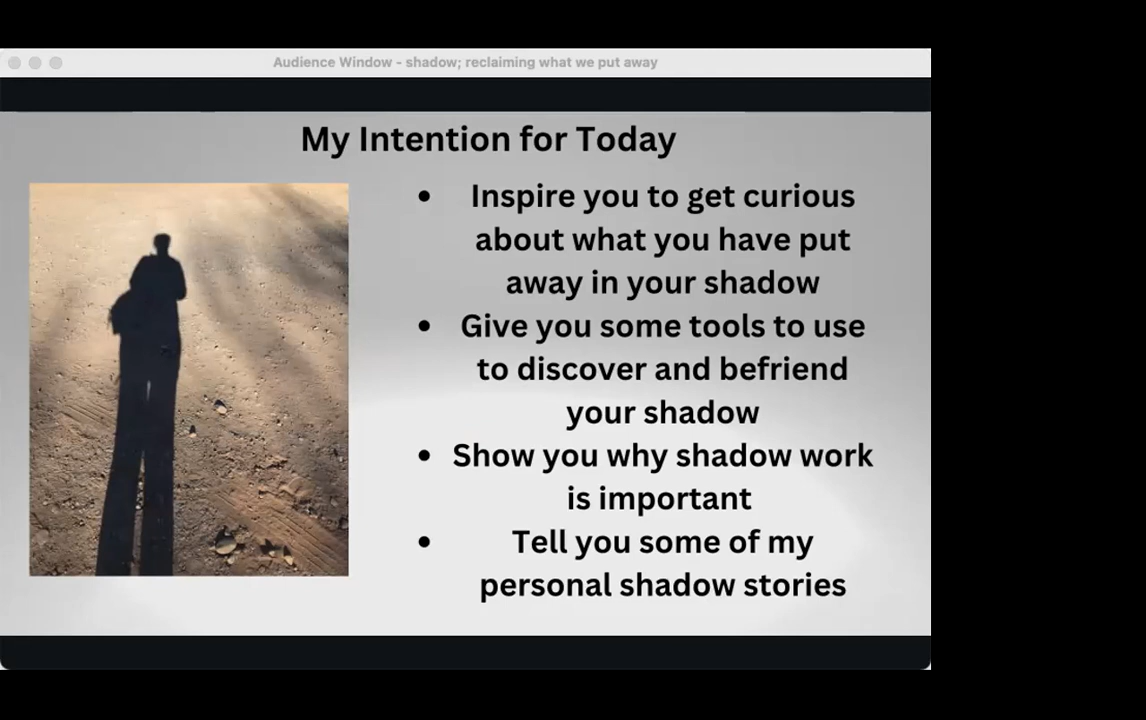 Audience Window - shadow; reclaiming what we put away
My Intention for Today
• Inspire you to get curious
about what you have put
away in your shadow
• Give you some tools to use
to discover and befriend
your shadow
• Show you why shadow work
is important
• Tell you some of my
personal shadow stories